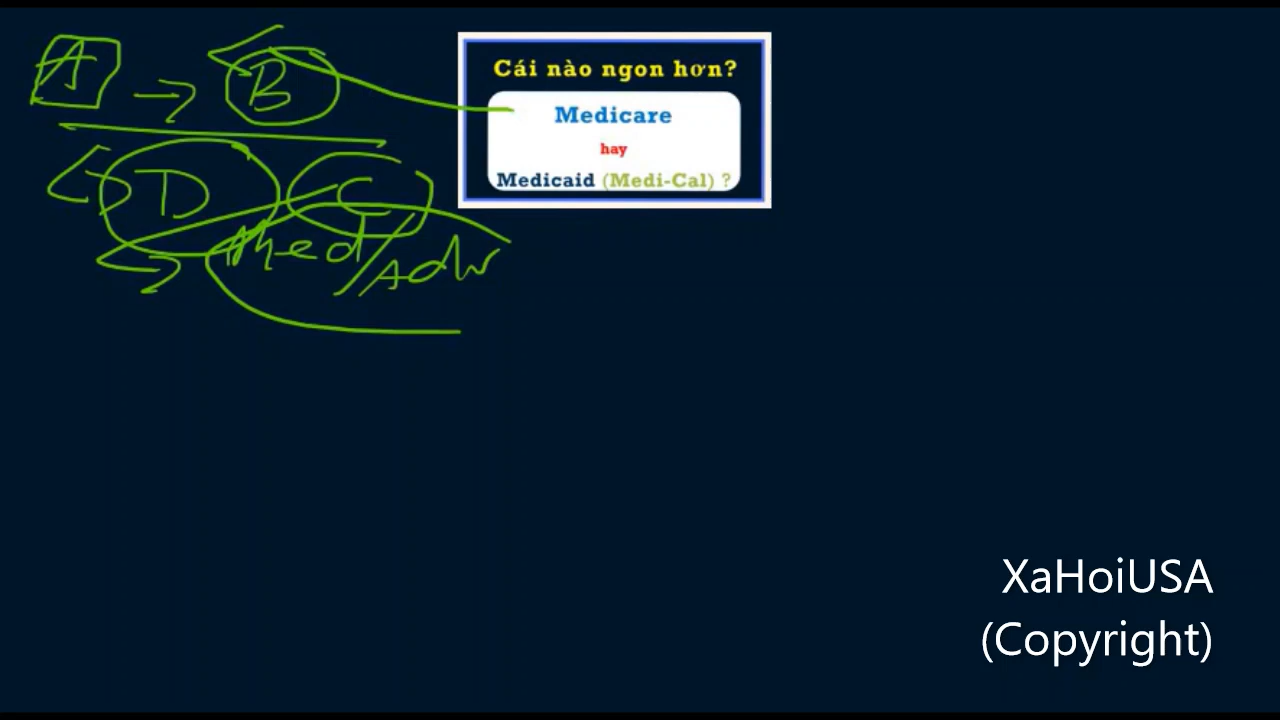 A B
D C
Med/Adv
Cái nào ngon hơn?
Medicare
hay
Medicaid (Medi-Cal) ?
XaHoiUSA
(Copyright)